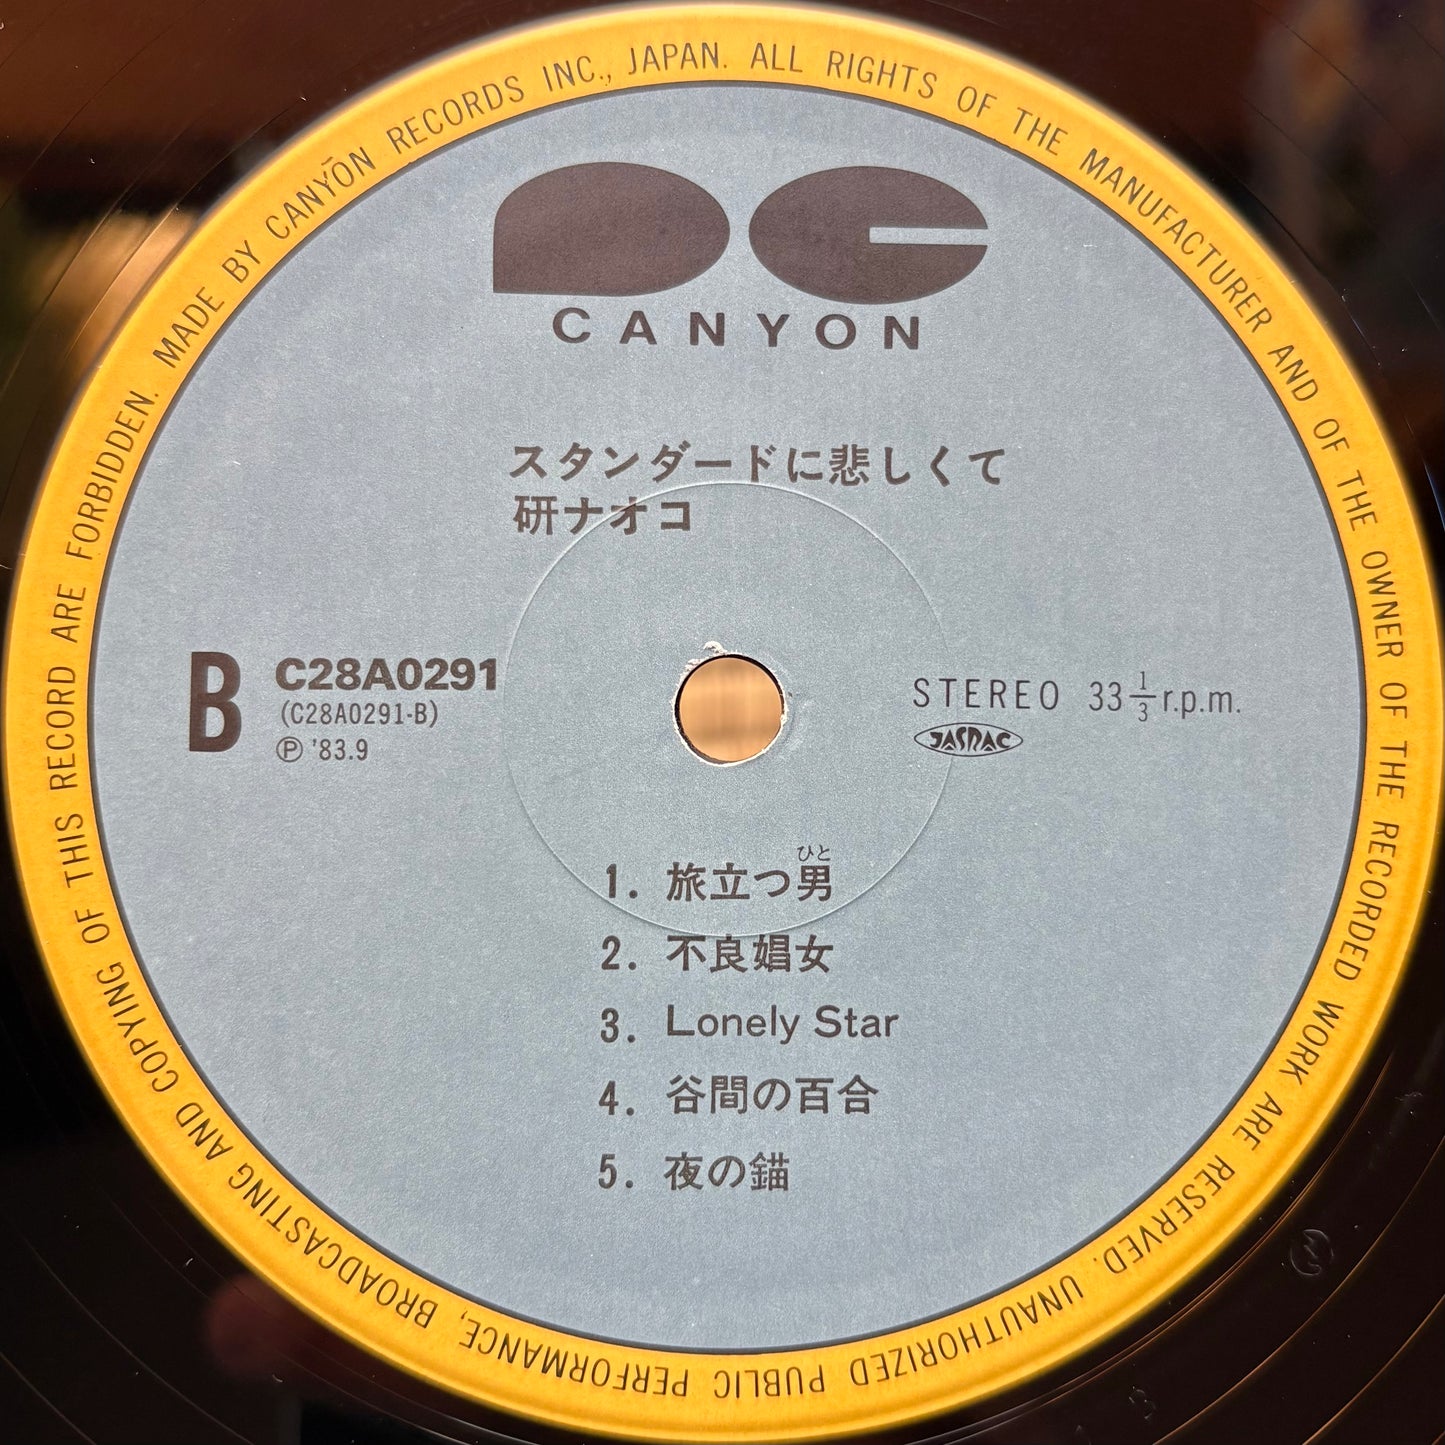 MADE BY CANYŌN RECORDS INC., JAPAN. ALL RIGHTS OF THE MANUFACTURER AND OF THE OWNER OF THE RECORDED WORK ARE RESERVED. UNAUTHORIZED PUBLIC PERFORMANCE, BROADCASTING AND COPYING OF THIS RECORD ARE FORBIDDEN.
CANYON
スタンダードに悲しくて
研ナオコ
B C28A0291
(C28A0291-B)
Ⓟ '83.9
STEREO 33 1/3 r.p.m.
JASRAC
ひと
1. 旅立つ男
2. 不良娼女
3. Lonely Star
4. 谷間の百合
5. 夜の錨